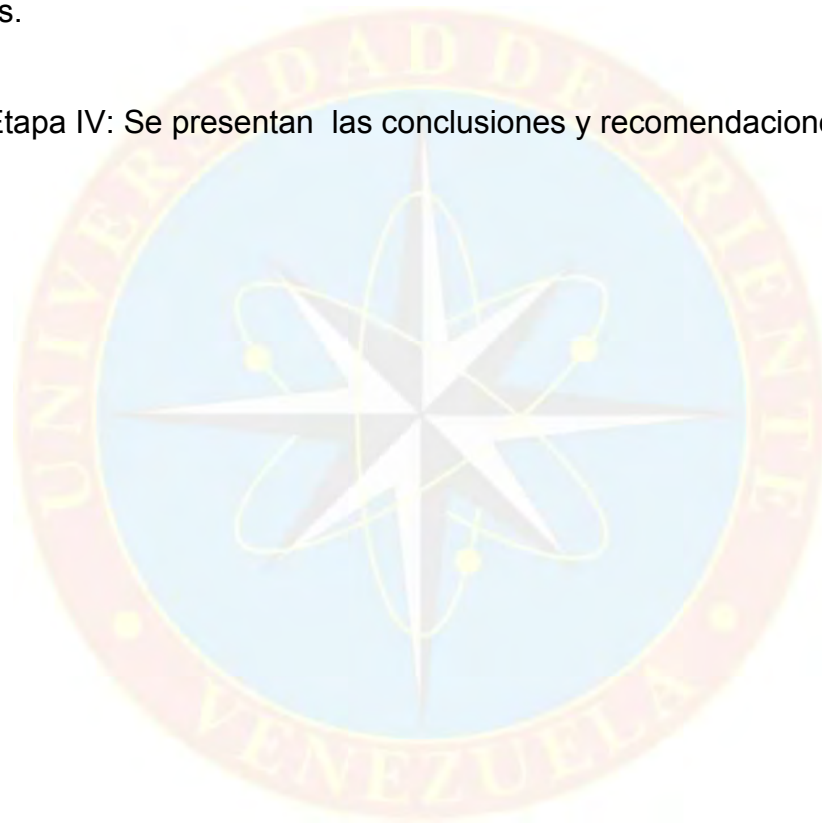 s.
Etapa IV: Se presentan  las conclusiones y recomendacione
UNIVERSIDAD DE ORIENTE
VENEZUELA